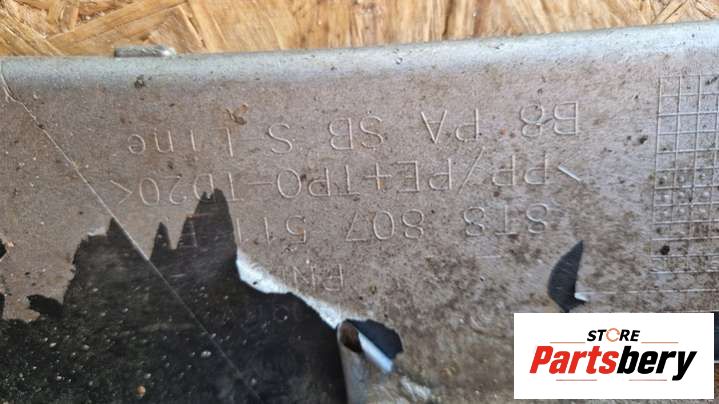 B8 PA SB S-Line
>PP/PE+TPO-TD20<
8T8 807 511
STORE
Partsbery